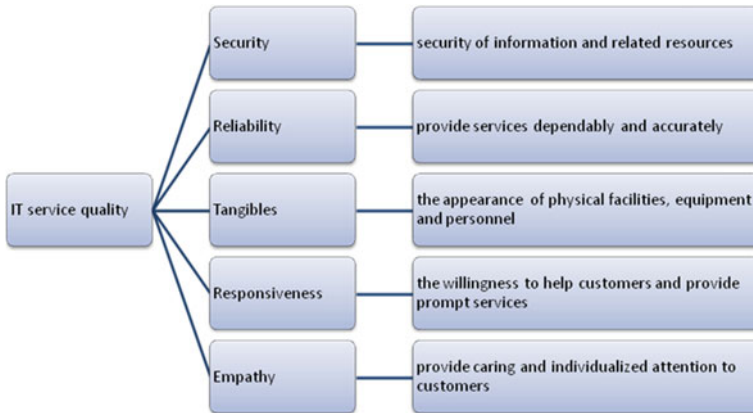 IT service quality
Security
security of information and related resources
Reliability
provide services dependably and accurately
Tangibles
the appearance of physical facilities, equipment
and personnel
Responsiveness
the willingness to help customers and provide
prompt services
Empathy
provide caring and individualized attention to
customers